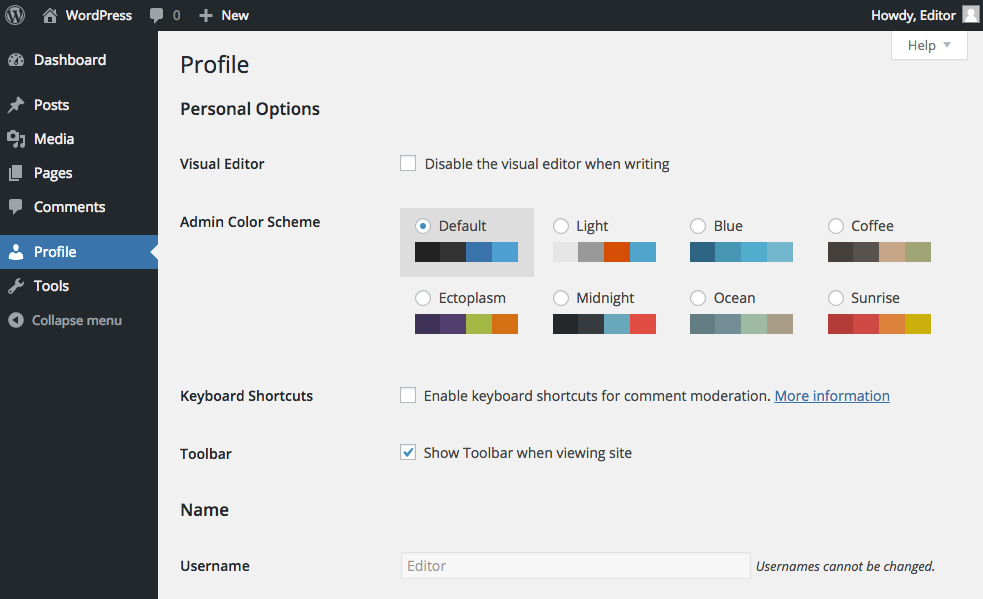 WordPress 0 New Howdy, Editor
Help
Dashboard
Posts
Media
Pages
Comments
Profile
Tools
Collapse menu
Profile
Personal Options
Visual Editor Disable the visual editor when writing
Admin Color Scheme Default Light Blue Coffee
Ectoplasm Midnight Ocean Sunrise
Keyboard Shortcuts Enable keyboard shortcuts for comment moderation. More information
Toolbar Show Toolbar when viewing site
Name
Username Editor Usernames cannot be changed.